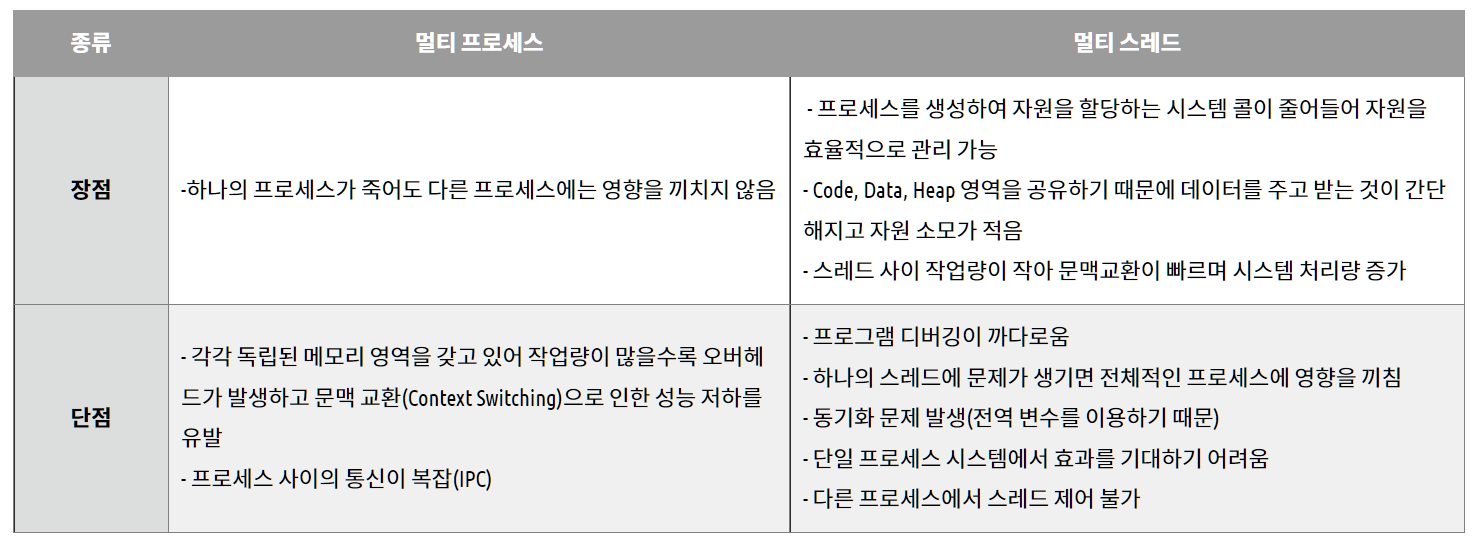 종류
멀티 프로세스
멀티 스레드
장점
-하나의 프로세스가 죽어도 다른 프로세스에는 영향을 끼치지 않음
- 프로세스를 생성하여 자원을 할당하는 시스템 콜이 줄어들어 자원을
효율적으로 관리 가능
- Code, Data, Heap 영역을 공유하기 때문에 데이터를 주고 받는 것이 간단
해지고 자원 소모가 적음
- 스레드 사이 작업량이 작아 문맥교환이 빠르며 시스템 처리량 증가
단점
- 각각 독립된 메모리 영역을 갖고 있어 작업량이 많을수록 오버헤
드가 발생하고 문맥 교환(Context Switching)으로 인한 성능 저하를
유발
- 프로세스 사이의 통신이 복잡(IPC)
- 프로그램 디버깅이 까다로움
- 하나의 스레드에 문제가 생기면 전체적인 프로세스에 영향을 끼침
- 동기화 문제 발생(전역 변수를 이용하기 때문)
- 단일 프로세스 시스템에서 효과를 기대하기 어려움
- 다른 프로세스에서 스레드 제어 불가